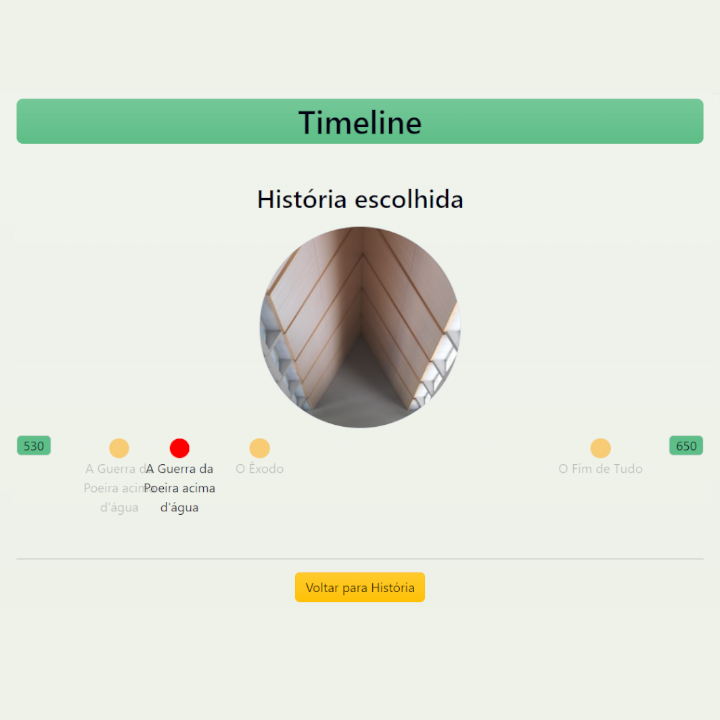 Timeline
História escolhida
530
650
A Guerra da
Poeira acima
d'água
A Guerra da
Poeira acima
d'água
O Êxodo
O Fim de Tudo
Voltar para História